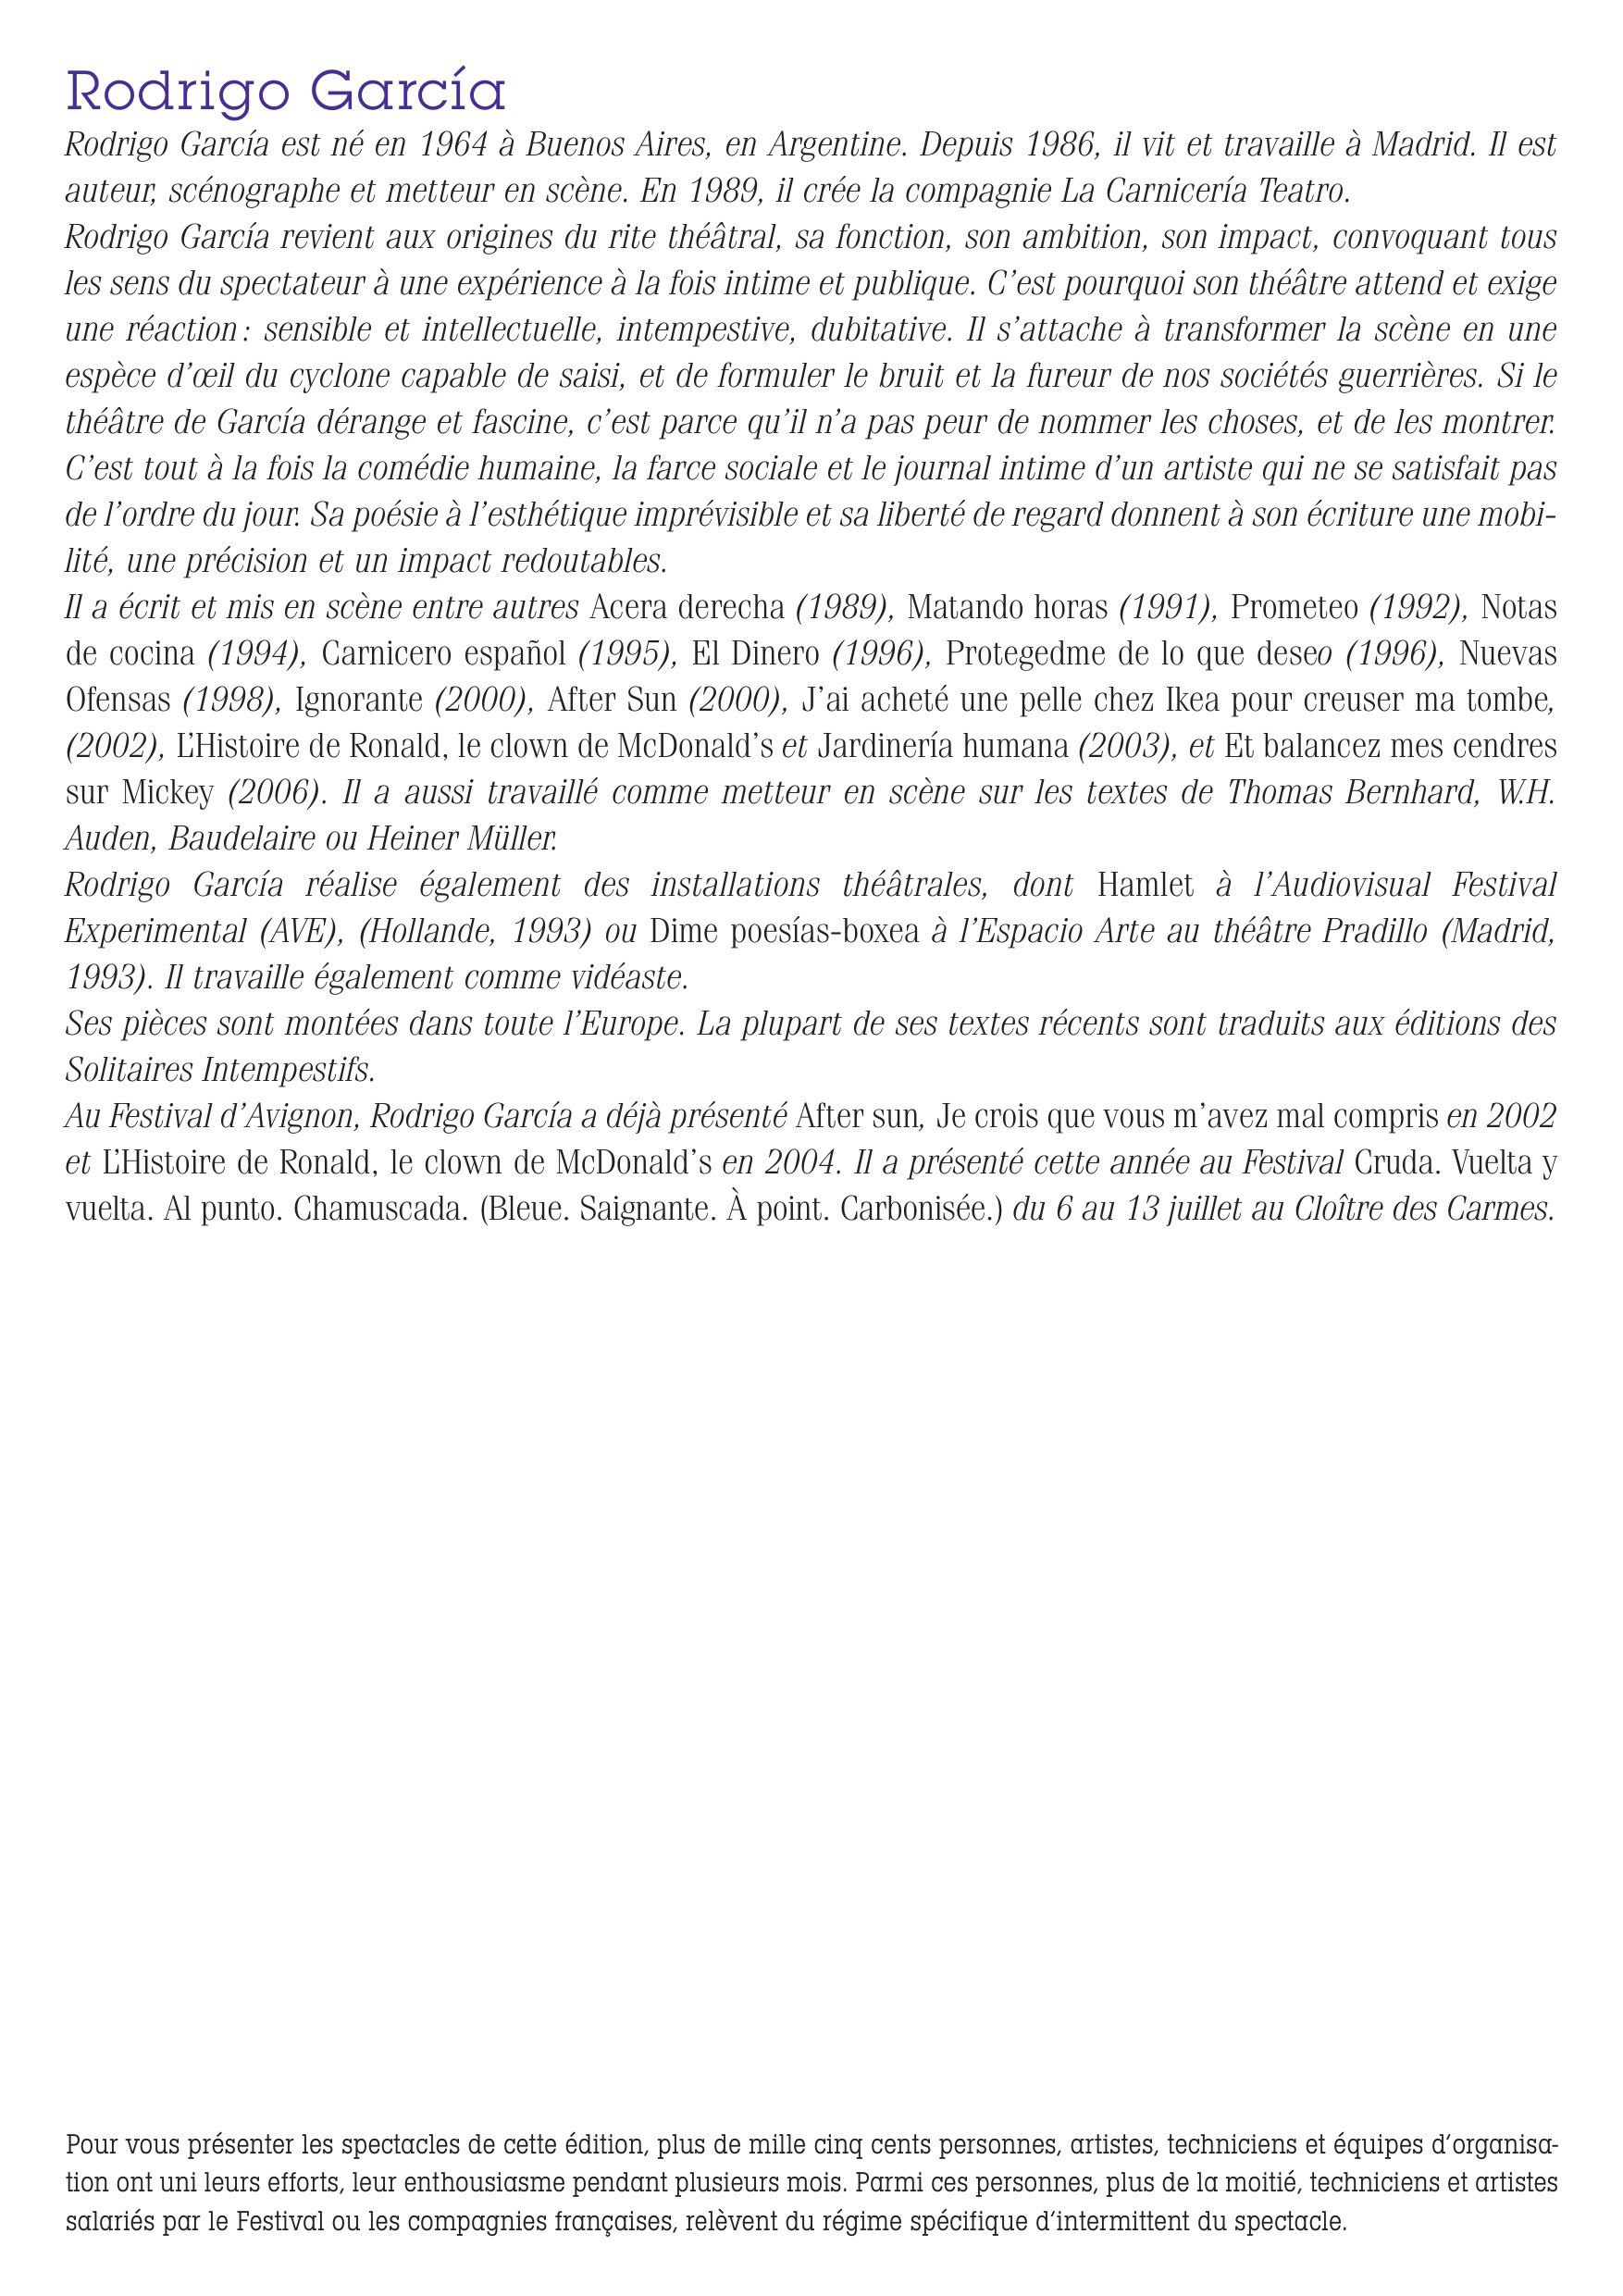 Rodrigo García
Rodrigo García est né en 1964 à Buenos Aires, en Argentine. Depuis 1986, il vit et travaille à Madrid. Il est
auteur, scénographe et metteur en scène. En 1989, il crée la compagnie La Carnicería Teatro.
Rodrigo García revient aux origines du rite théâtral, sa fonction, son ambition, son impact, convoquant tous
les sens du spectateur à une expérience à la fois intime et publique. C’est pourquoi son théâtre attend et exige
une réaction : sensible et intellectuelle, intempestive, dubitative. Il s’attache à transformer la scène en une
espèce d’œil du cyclone capable de saisi, et de formuler le bruit et la fureur de nos sociétés guerrières. Si le
théâtre de García dérange et fascine, c’est parce qu’il n’a pas peur de nommer les choses, et de les montrer.
C’est tout à la fois la comédie humaine, la farce sociale et le journal intime d’un artiste qui ne se satisfait pas
de l’ordre du jour. Sa poésie à l’esthétique imprévisible et sa liberté de regard donnent à son écriture une mobi-
lité, une précision et un impact redoutables.
Il a écrit et mis en scène entre autres Acera derecha (1989), Matando horas (1991), Prometeo (1992), Notas
de cocina (1994), Carnicero español (1995), El Dinero (1996), Protegedme de lo que deseo (1996), Nuevas
Ofensas (1998), Ignorante (2000), After Sun (2000), J’ai acheté une pelle chez Ikea pour creuser ma tombe,
(2002), L’Histoire de Ronald, le clown de McDonald’s et Jardinería humana (2003), et Et balancez mes cendres
sur Mickey (2006). Il a aussi travaillé comme metteur en scène sur les textes de Thomas Bernhard, W.H.
Auden, Baudelaire ou Heiner Müller.
Rodrigo García réalise également des installations théâtrales, dont Hamlet à l’Audiovisual Festival
Experimental (AVE), (Hollande, 1993) ou Dime poesías-boxea à l’Espacio Arte au théâtre Pradillo (Madrid,
1993). Il travaille également comme vidéaste.
Ses pièces sont montées dans toute l’Europe. La plupart de ses textes récents sont traduits aux éditions des
Solitaires Intempestifs.
Au Festival d’Avignon, Rodrigo García a déjà présenté After sun, Je crois que vous m’avez mal compris en 2002
et L’Histoire de Ronald, le clown de McDonald’s en 2004. Il a présenté cette année au Festival Cruda. Vuelta y
vuelta. Al punto. Chamuscada. (Bleue. Saignante. À point. Carbonisée.) du 6 au 13 juillet au Cloître des Carmes.
Pour vous présenter les spectacles de cette édition, plus de mille cinq cents personnes, artistes, techniciens et équipes d’organisa-
tion ont uni leurs efforts, leur enthousiasme pendant plusieurs mois. Parmi ces personnes, plus de la moitié, techniciens et artistes
salariés par le Festival ou les compagnies françaises, relèvent du régime spécifique d’intermittent du spectacle.